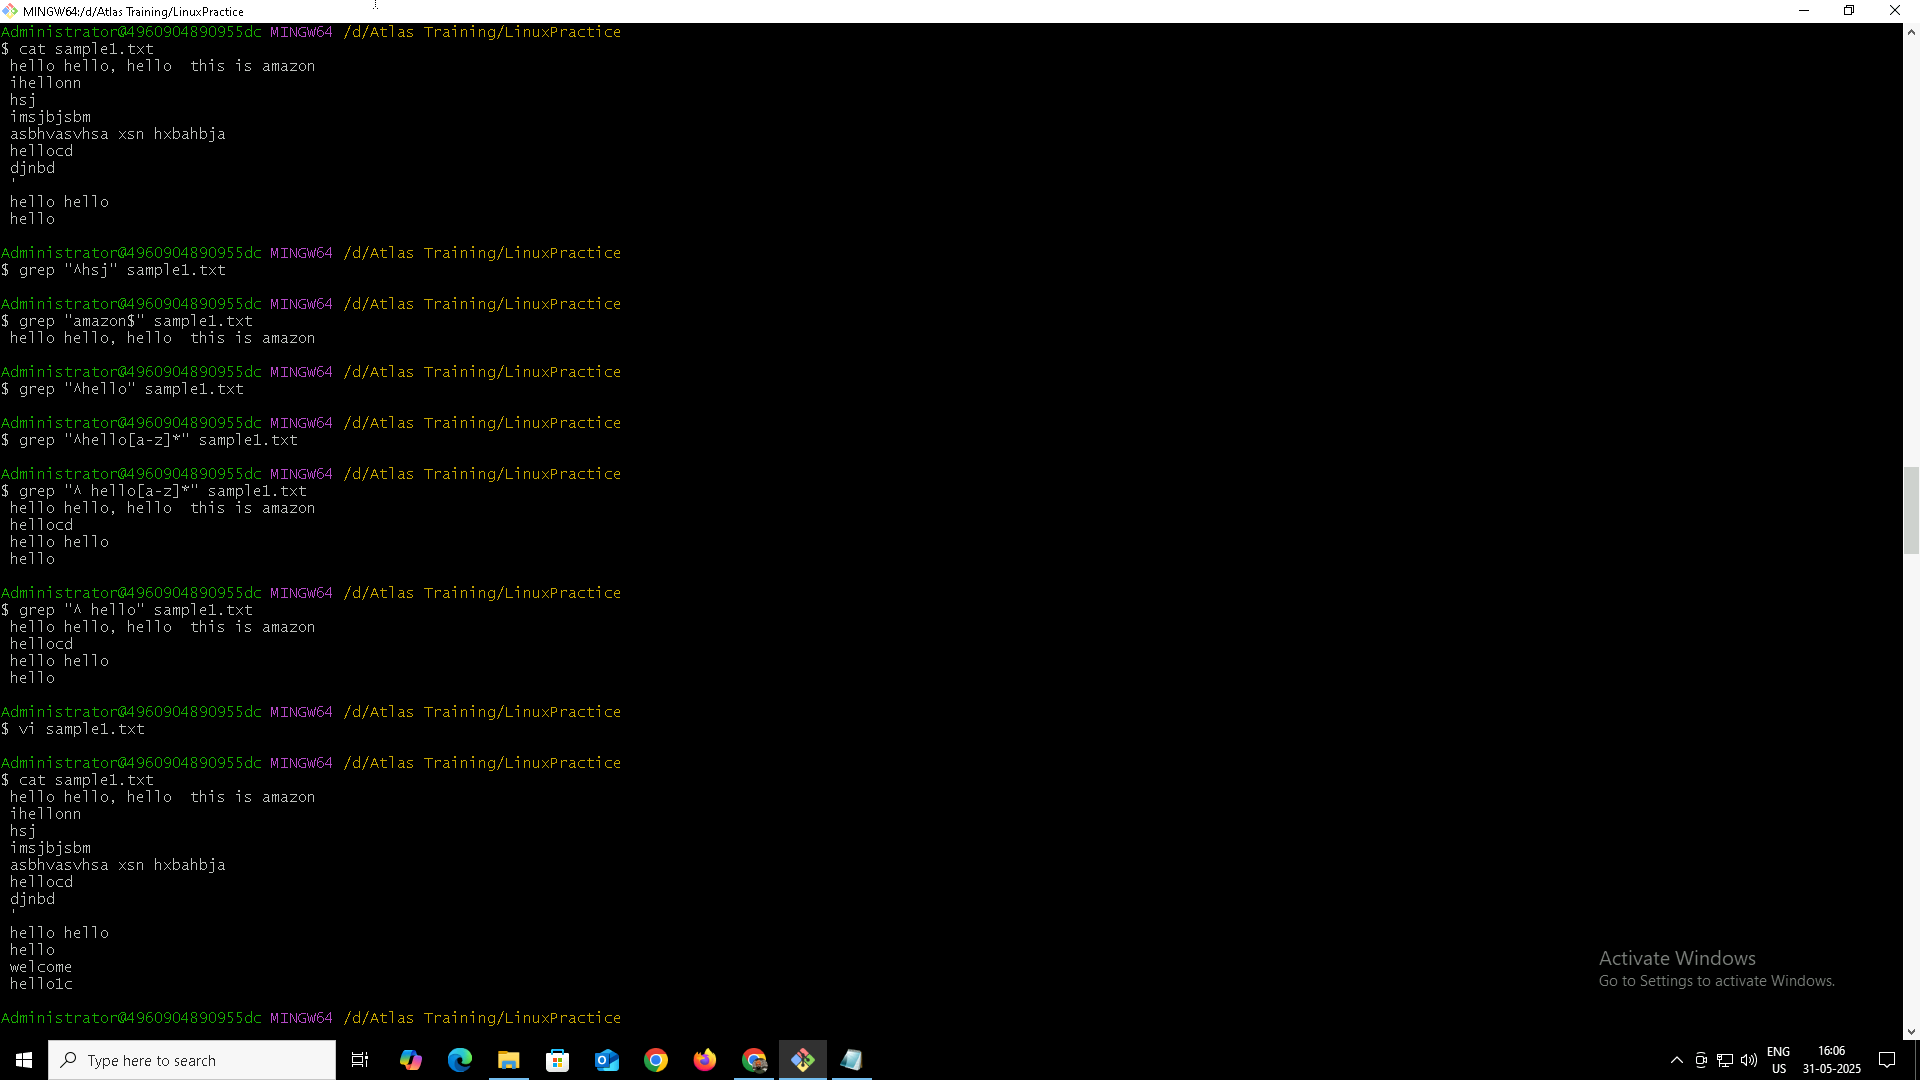 MINGW64:/d/Atlas Training/LinuxPractice
Administrator@4960904890955dc MINGW64 /d/Atlas Training/LinuxPractice
$ cat sample1.txt
 hello hello, hello  this is amazon
 ihellonn
 hsj
 imsjbjsbm
 asbhvasvhsa xsn hxbahbja
 hellocd
 djnbd
 '
 hello hello
 hello
Administrator@4960904890955dc MINGW64 /d/Atlas Training/LinuxPractice
$ grep "^hsj" sample1.txt
Administrator@4960904890955dc MINGW64 /d/Atlas Training/LinuxPractice
$ grep "amazon$" sample1.txt
 hello hello, hello  this is amazon
Administrator@4960904890955dc MINGW64 /d/Atlas Training/LinuxPractice
$ grep "^hello" sample1.txt
Administrator@4960904890955dc MINGW64 /d/Atlas Training/LinuxPractice
$ grep "^hello[a-z]*" sample1.txt
Administrator@4960904890955dc MINGW64 /d/Atlas Training/LinuxPractice
$ grep "^ hello[a-z]*" sample1.txt
 hello hello, hello  this is amazon
 hellocd
 hello hello
 hello
Administrator@4960904890955dc MINGW64 /d/Atlas Training/LinuxPractice
$ grep "^ hello" sample1.txt
 hello hello, hello  this is amazon
 hellocd
 hello hello
 hello
Administrator@4960904890955dc MINGW64 /d/Atlas Training/LinuxPractice
$ vi sample1.txt
Administrator@4960904890955dc MINGW64 /d/Atlas Training/LinuxPractice
$ cat sample1.txt
 hello hello, hello  this is amazon
 ihellonn
 hsj
 imsjbjsbm
 asbhvasvhsa xsn hxbahbja
 hellocd
 djnbd
 '
 hello hello
 hello
 welcome
 hello1c
Administrator@4960904890955dc MINGW64 /d/Atlas Training/LinuxPractice
Activate Windows
Go to Settings to activate Windows.
Type here to search
ENG
US
16:06
31-05-2025